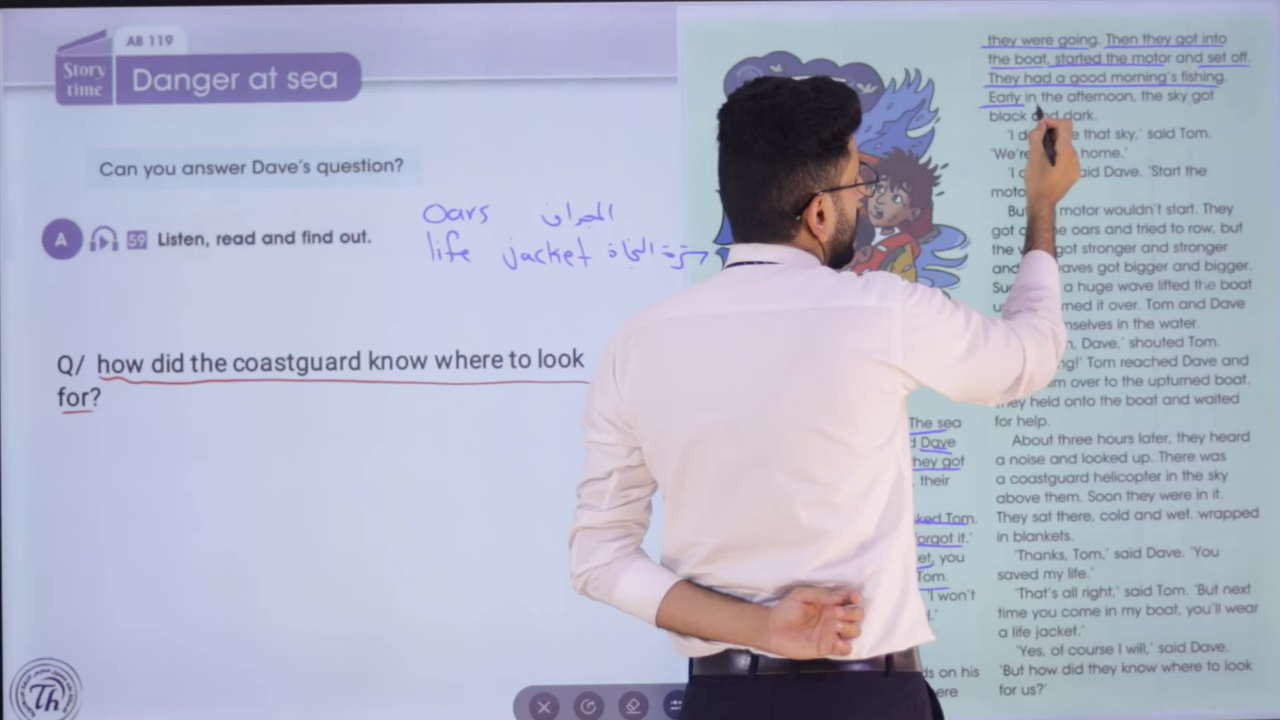 AB 119
Story
time
Danger at sea
Can you answer Dave's question?
A 59 Listen, read and find out.
Oars المجداف
life jacket سترة النجاة
Q/ how did the coastguard know where to look
for?
Th
The sea
Dave
they got
, their
asked Tom.
forgot it.'
you
Tom.
I won't
ds on his
they were going. Then they got into
the boat, started the motor and set off.
They had a good morning's fishing.
Early in the afternoon, the sky got
black and dark.
that sky,' said Tom.
'We're home.'
said Dave. 'Start the
But motor wouldn't start. They
got oars and tried to row, but
the got stronger and stronger
and waves got bigger and bigger.
a huge wave lifted the boat
turned it over. Tom and Dave
in the water.
Dave,' shouted Tom.
Tom reached Dave and
over to the upturned boat.
They held onto the boat and waited
for help.
About three hours later, they heard
a noise and looked up. There was
a coastguard helicopter in the sky
above them. Soon they were in it.
They sat there, cold and wet, wrapped
in blankets.
'Thanks, Tom,' said Dave. 'You
saved my life.'
'That's all right,' said Tom. 'But next
time you come in my boat, you'll wear
a life jacket.'
'Yes, of course I will,' said Dave.
'But how did they know where to look
for us?'